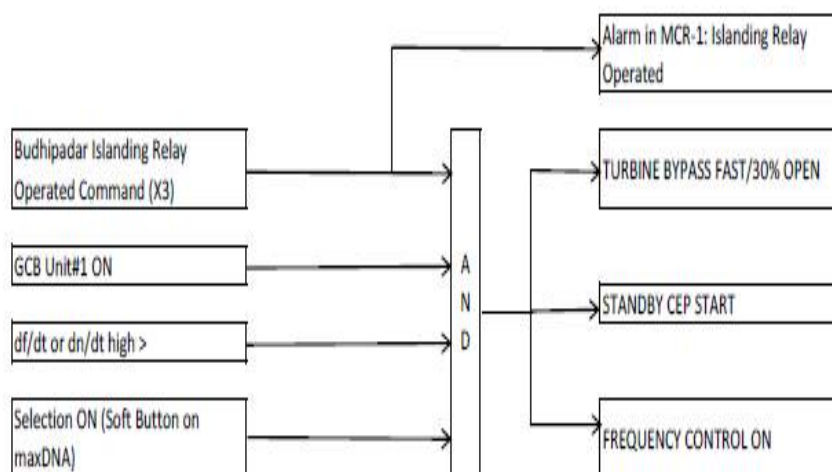 Alarm in MCR-1: Islanding Relay
Operated
Budhipadar Islanding Relay
Operated Command (X3)
TURBINE BYPASS FAST/30% OPEN
GCB Unit#1 ON
A
N
D
STANDBY CEP START
df/dt or dn/dt high >
Selection ON (Soft Button on
maxDNA)
FREQUENCY CONTROL ON